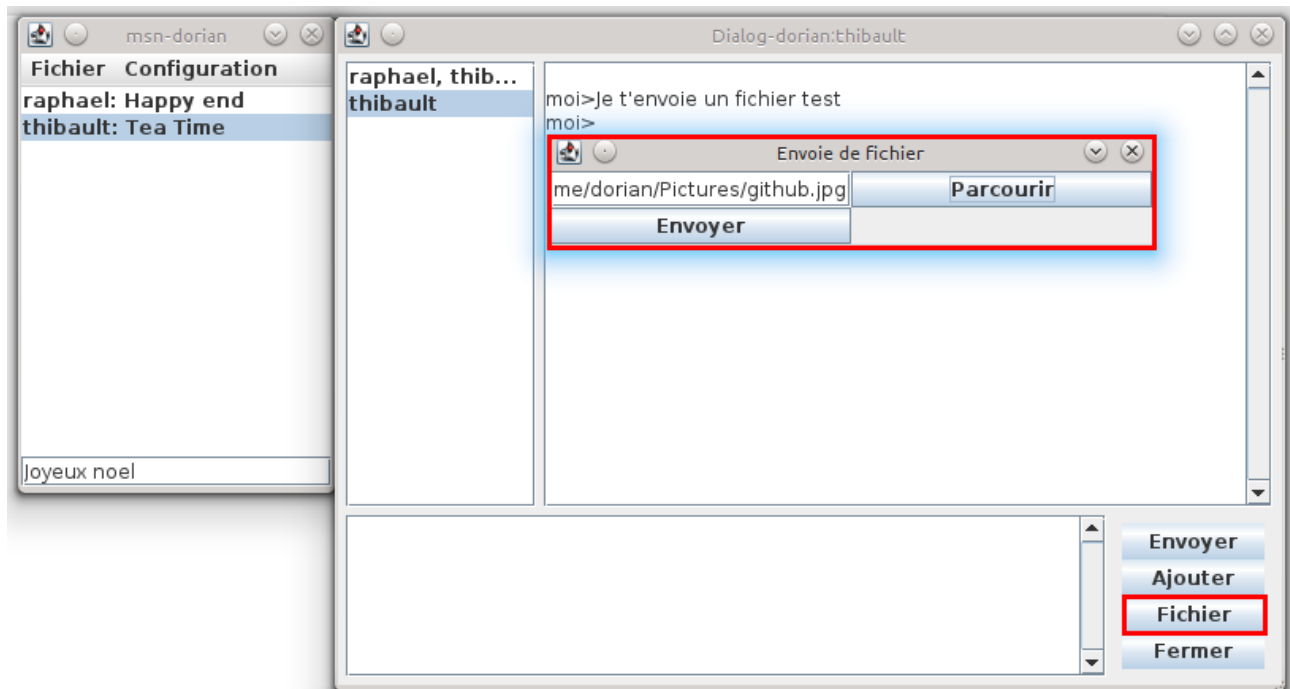 msn-dorian
Fichier Configuration
raphael: Happy end
thibault: Tea Time
Joyeux noel
Dialog-dorian:thibault
raphael, thib...
thibault
moi>Je t'envoie un fichier test
moi>
Envoie de fichier
me/dorian/Pictures/github.jpg
Parcourir
Envoyer
Envoyer
Ajouter
Fichier
Fermer